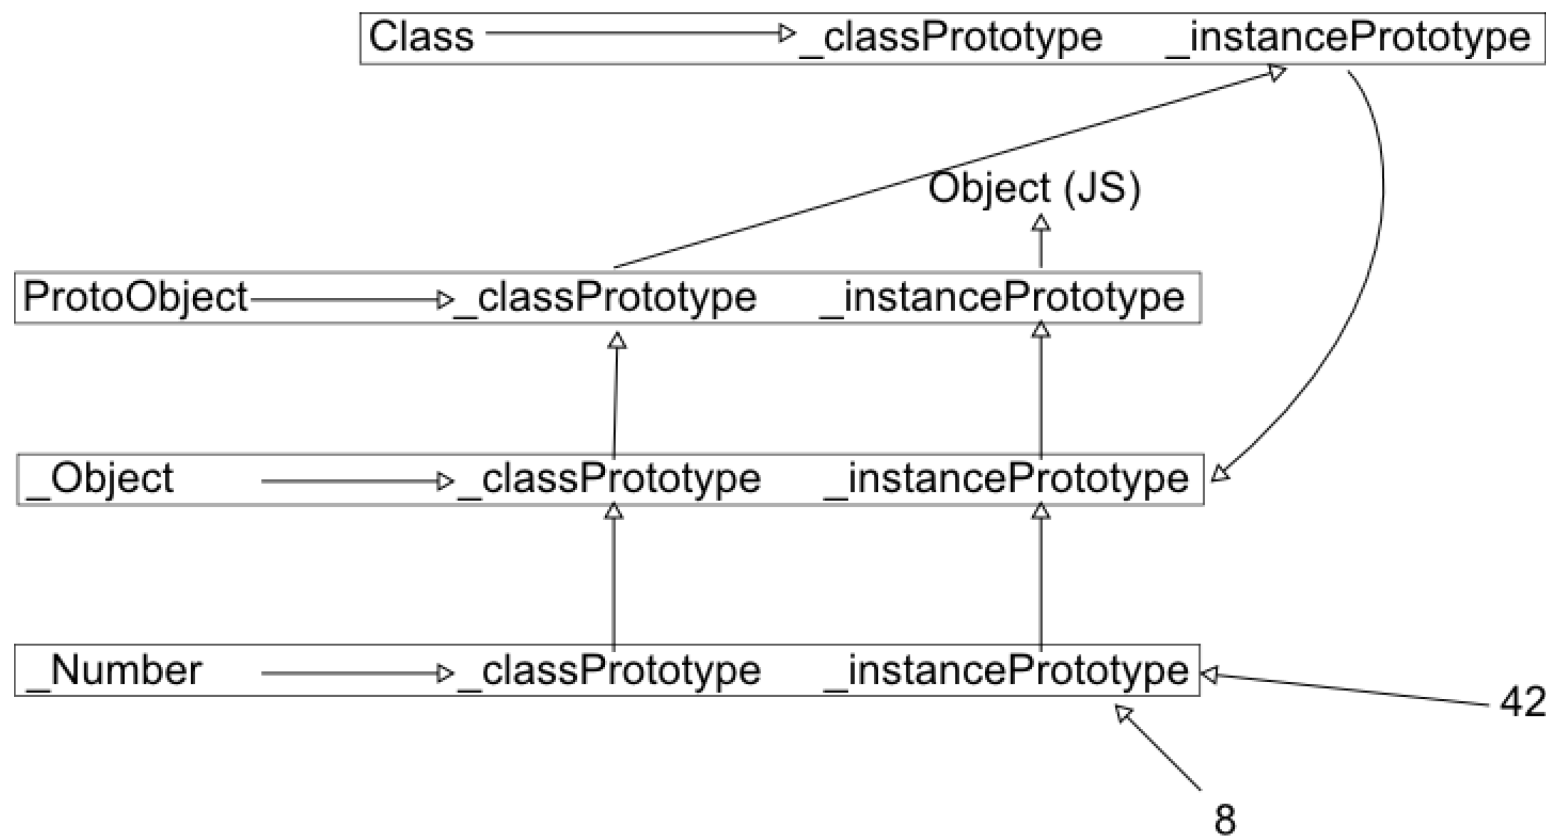 Class _classPrototype _instancePrototype
Object (JS)
ProtoObject _classPrototype _instancePrototype
_Object _classPrototype _instancePrototype
_Number _classPrototype _instancePrototype
42
8